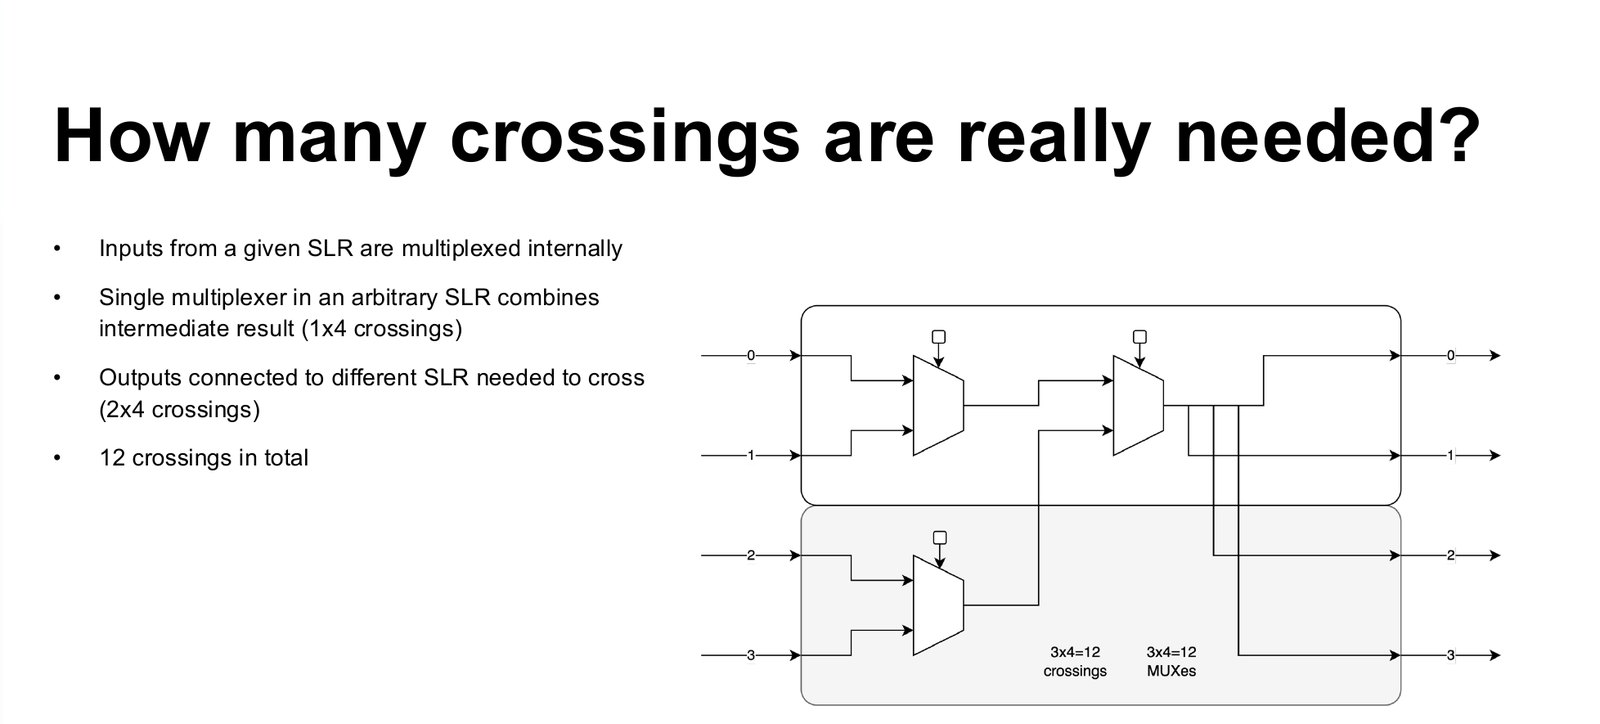 How many crossings are really needed?
• Inputs from a given SLR are multiplexed internally
• Single multiplexer in an arbitrary SLR combines
intermediate result (1x4 crossings)
• Outputs connected to different SLR needed to cross
(2x4 crossings)
• 12 crossings in total
0
0
1
1
2
2
3
3
3x4=12
crossings
3x4=12
MUXes